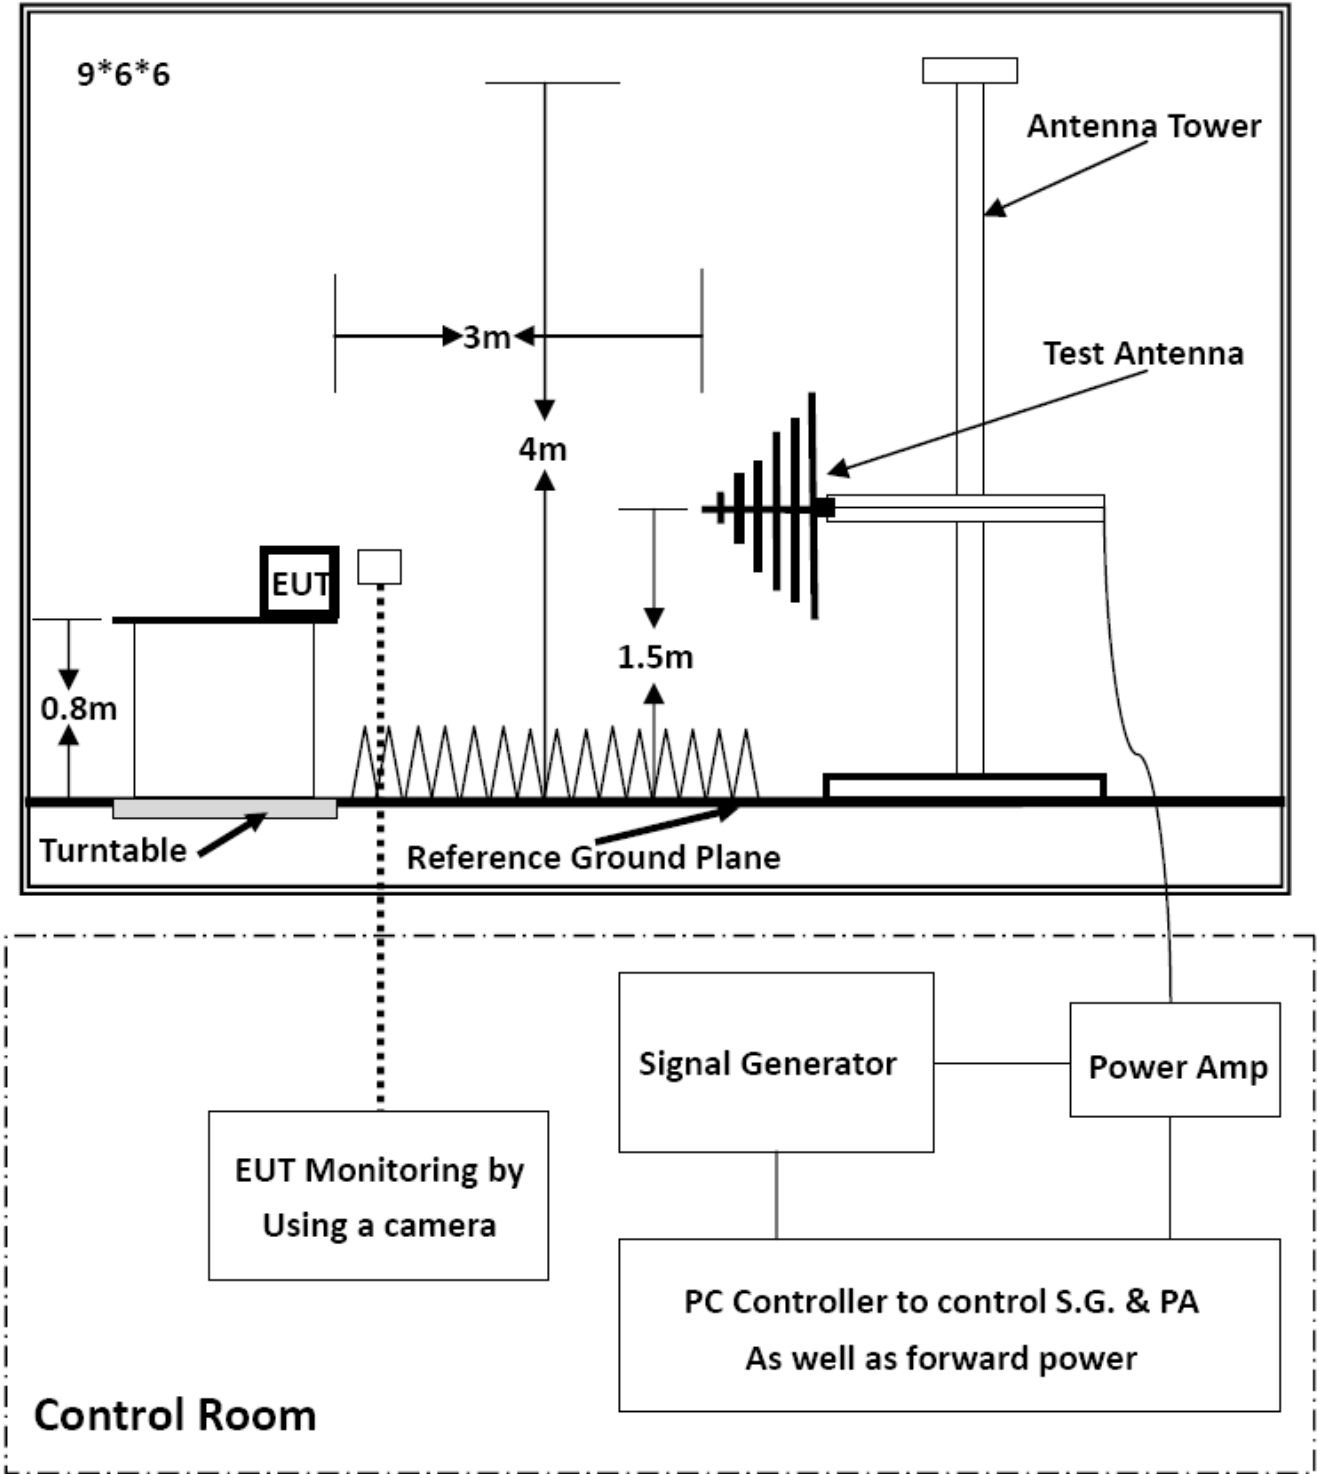 9*6*6
Antenna Tower
3m
Test Antenna
4m
EUT
1.5m
0.8m
Turntable
Reference Ground Plane
Signal Generator
Power Amp
EUT Monitoring by
Using a camera
PC Controller to control S.G. & PA
As well as forward power
Control Room